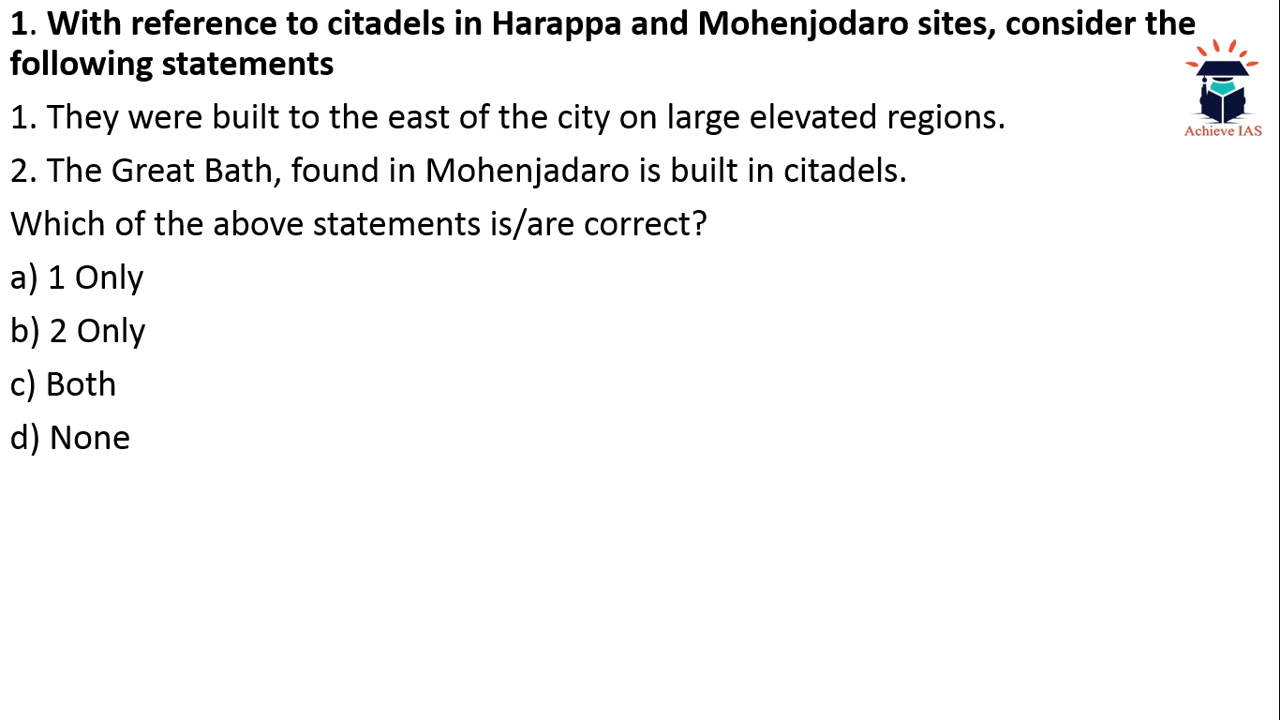 1. With reference to citadels in Harappa and Mohenjodaro sites, consider the
following statements
1. They were built to the east of the city on large elevated regions.
2. The Great Bath, found in Mohenjadaro is built in citadels.
Which of the above statements is/are correct?
a) 1 Only
b) 2 Only
c) Both
d) None
Achieve IAS